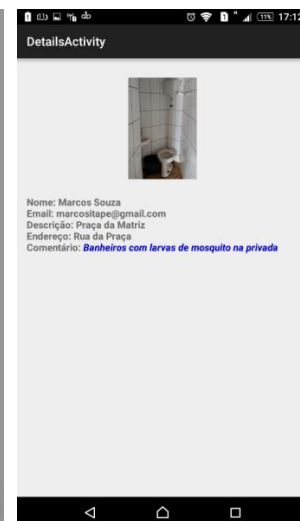 17:12
DetailsActivity
Nome: Marcos Souza
Email: marcositape@gmail.com
Descrição: Praça da Matriz
Endereço: Rua da Praça
Comentário: Banheiros com larvas de mosquito na privada